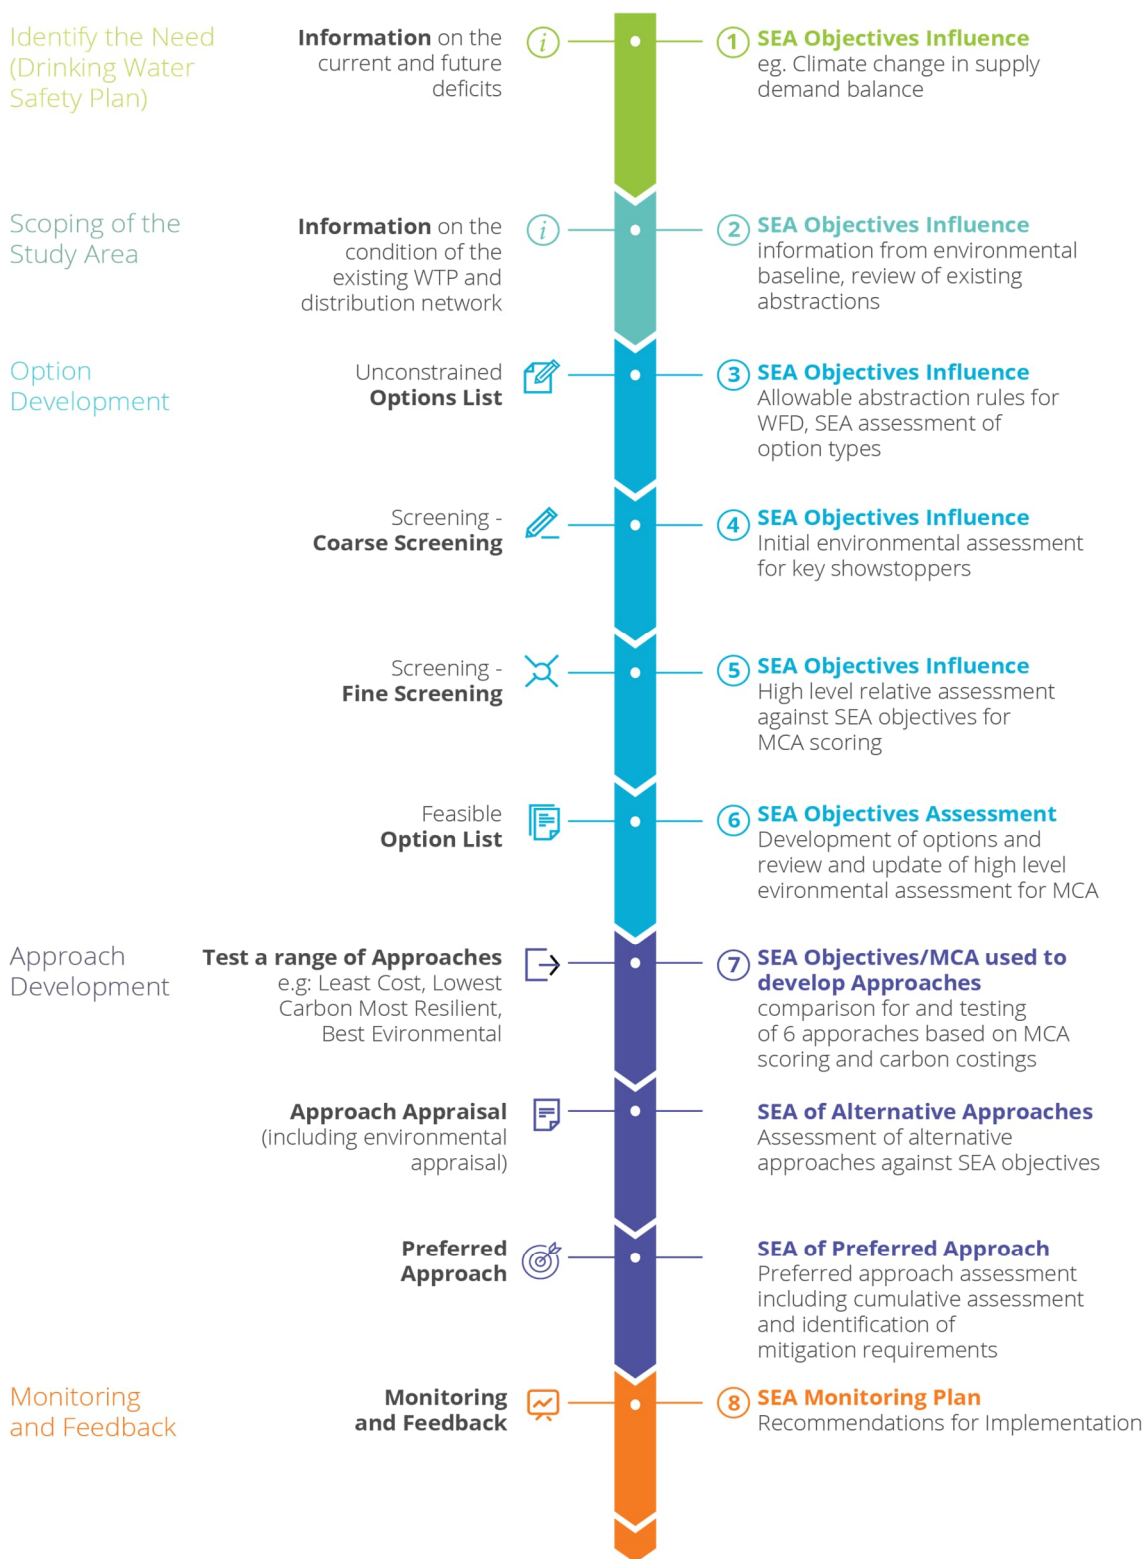 Identify the Need
(Drinking Water
Safety Plan)
Information on the
current and future
deficits
i
1 SEA Objectives Influence
eg. Climate change in supply
demand balance
Scoping of the
Study Area
Information on the
condition of the
existing WTP and
distribution network
i
2 SEA Objectives Influence
information from environmental
baseline, review of existing
abstractions
Option
Development
Unconstrained
Options List
3 SEA Objectives Influence
Allowable abstraction rules for
WFD, SEA assessment of
option types
Screening -
Coarse Screening
4 SEA Objectives Influence
Initial environmental assessment
for key showstoppers
Screening -
Fine Screening
5 SEA Objectives Influence
High level relative assessment
against SEA objectives for
MCA scoring
Feasible
Option List
6 SEA Objectives Assessment
Development of options and
review and update of high level
evironmental assessment for MCA
Approach
Development
Test a range of Approaches
e.g: Least Cost, Lowest
Carbon Most Resilient,
Best Evironmental
7 SEA Objectives/MCA used to
develop Approaches
comparison for and testing
of 6 apporaches based on MCA
scoring and carbon costings
Approach Appraisal
(including environmental
appraisal)
SEA of Alternative Approaches
Assessment of alternative
approaches against SEA objectives
Preferred
Approach
SEA of Preferred Approach
Preferred approach assessment
including cumulative assessment
and identification of
mitigation requirements
Monitoring
and Feedback
Monitoring
and Feedback
8 SEA Monitoring Plan
Recommendations for Implementation